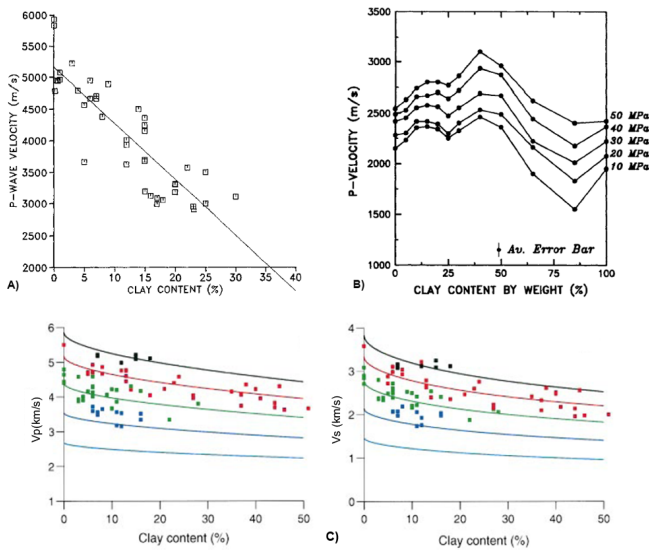 6000
5000
4000
3000
2000
P-WAVE VELOCITY (m/s)
0 5 10 15 20 25 30 35 40
CLAY CONTENT (%)
A)
3500
3000
2500
2000
1500
1000
P-VELOCITY (m/s)
50 MPa
40 MPa
30 MPa
20 MPa
10 MPa
Av. Error Bar
0 25 50 75 100
CLAY CONTENT BY WEIGHT (%)
B)
7
6
5
4
3
2
1
Vp(km/s)
0 10 20 30 40 50
Clay content (%)
4
3
2
1
0
Vs (km/s)
0 10 20 30 40 50
Clay content (%)
C)